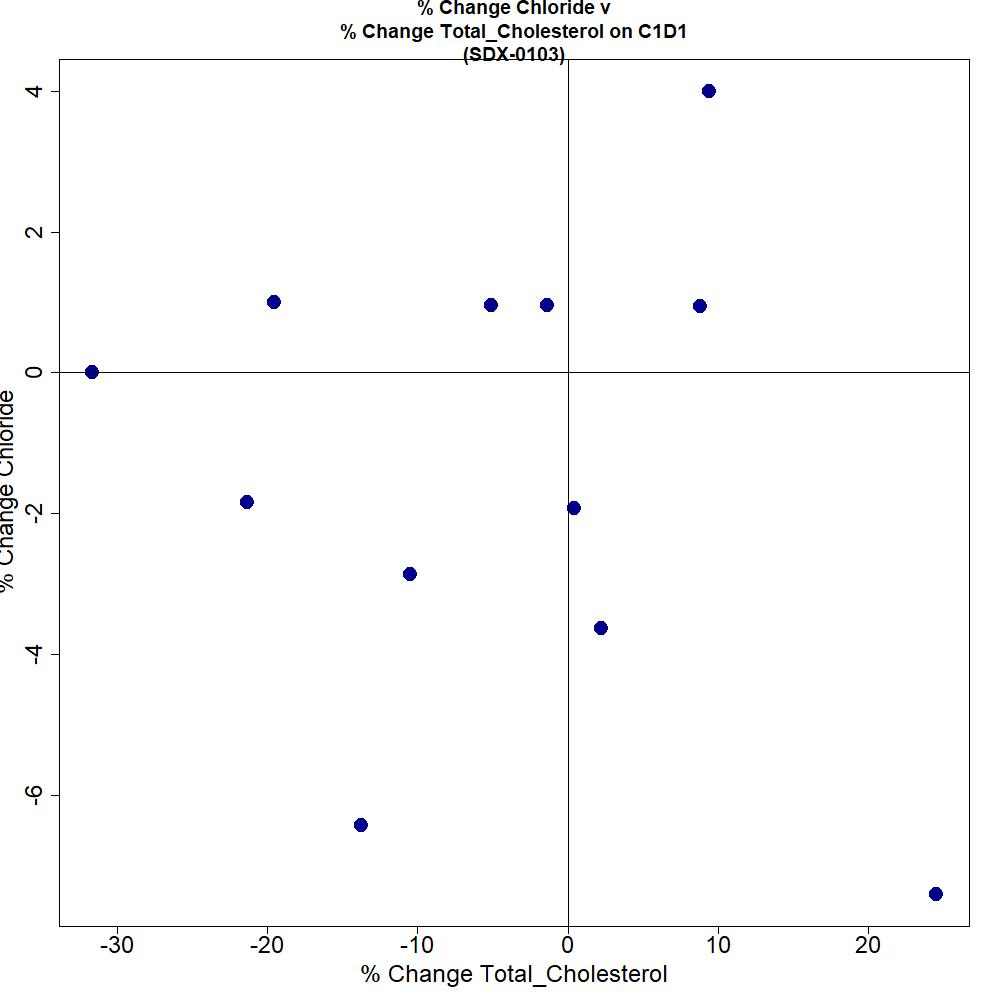 % Change Chloride v
% Change Total_Cholesterol on C1D1
(SDX-0103)
4
2
0
-2
-4
-6
% Change Chloride
-30
-20
-10
0
10
20
% Change Total_Cholesterol